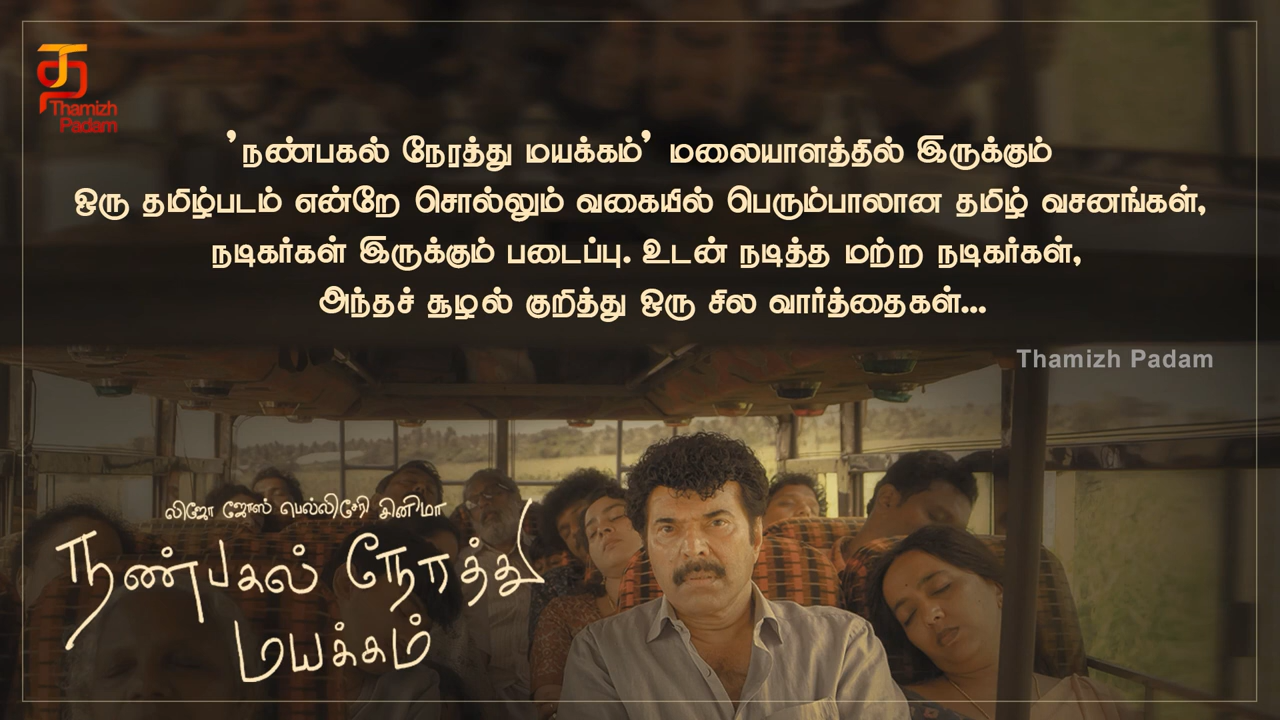 த
Thamizh
Padam
'நண்பகல் நேரத்து மயக்கம்' மலையாளத்தில் இருக்கும்
ஒரு தமிழ்படம் என்றே சொல்லும் வகையில் பெரும்பாலான தமிழ் வசனங்கள்,
நடிகர்கள் இருக்கும் படைப்பு. உடன் நடித்த மற்ற நடிகர்கள்,
அந்தச் சூழல் குறித்து ஒரு சில வார்த்தைகள்...
Thamizh Padam
லிஜோ ஜோஸ் பெல்லிசேரி சினிமா
நண்பகல் நேரத்து
மயக்கம்